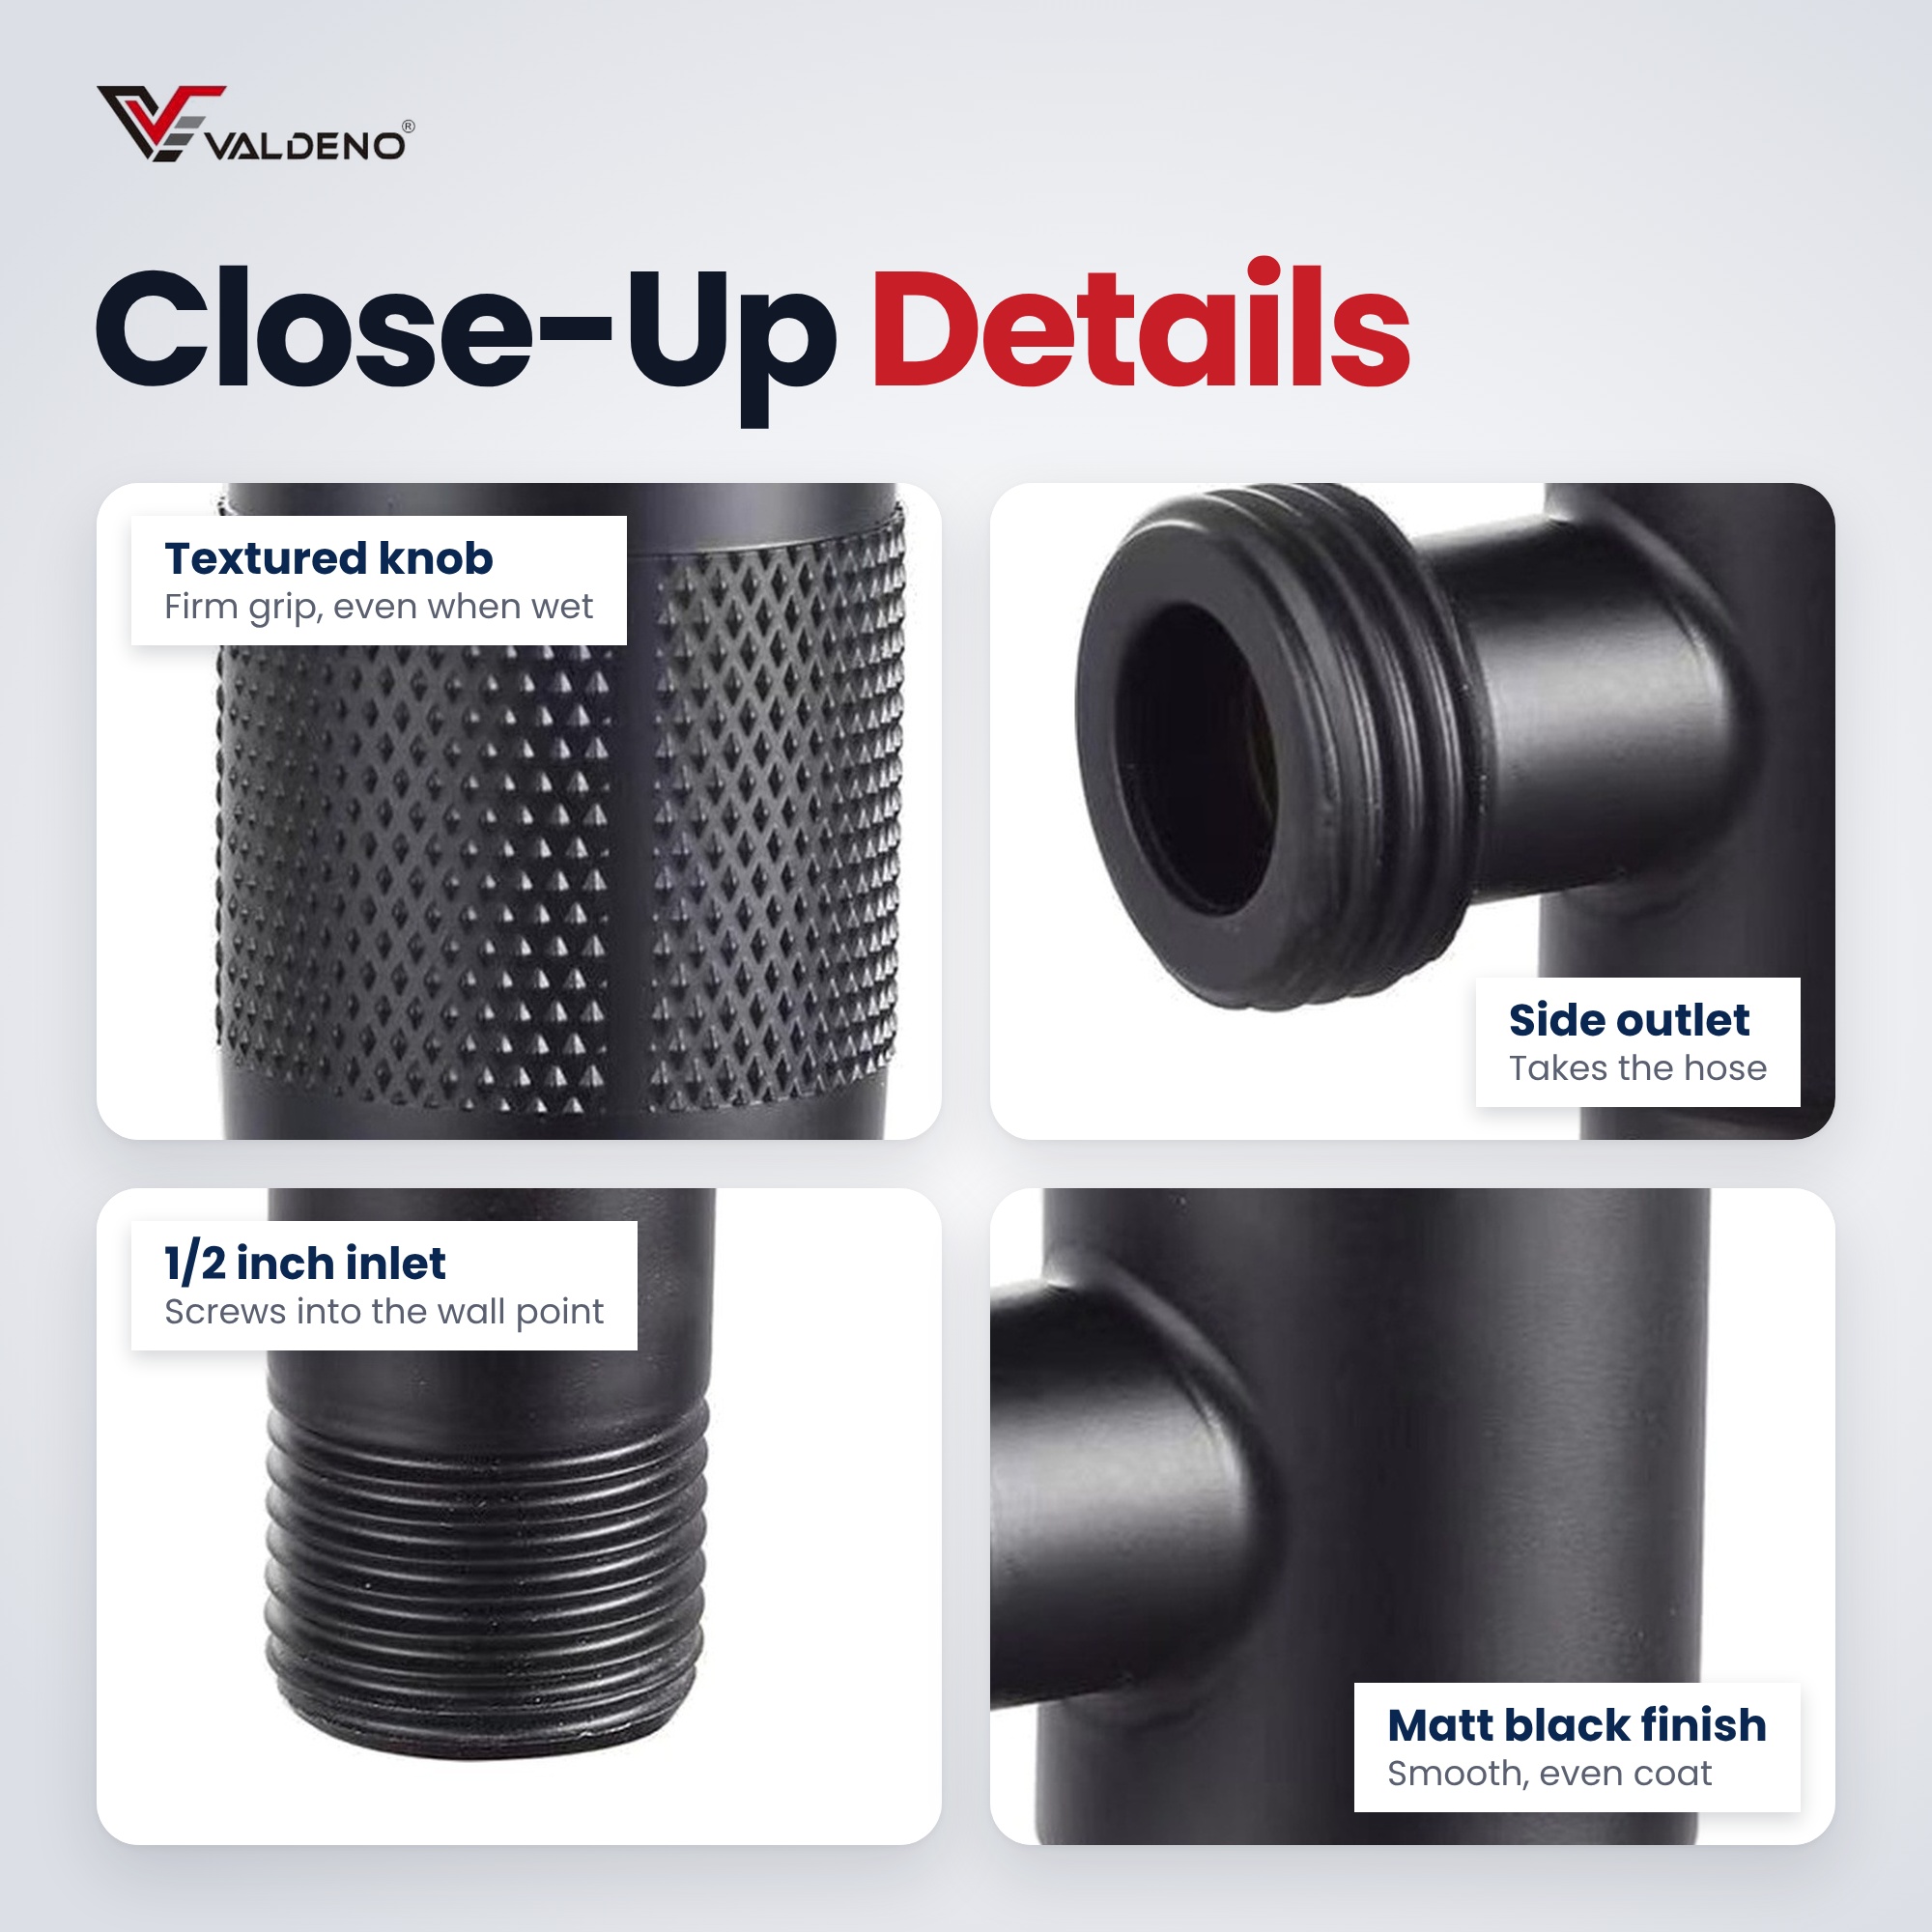 VALDENO®
Close-Up Details
Textured knob
Firm grip, even when wet
Side outlet
Takes the hose
1/2 inch inlet
Screws into the wall point
Matt black finish
Smooth, even coat